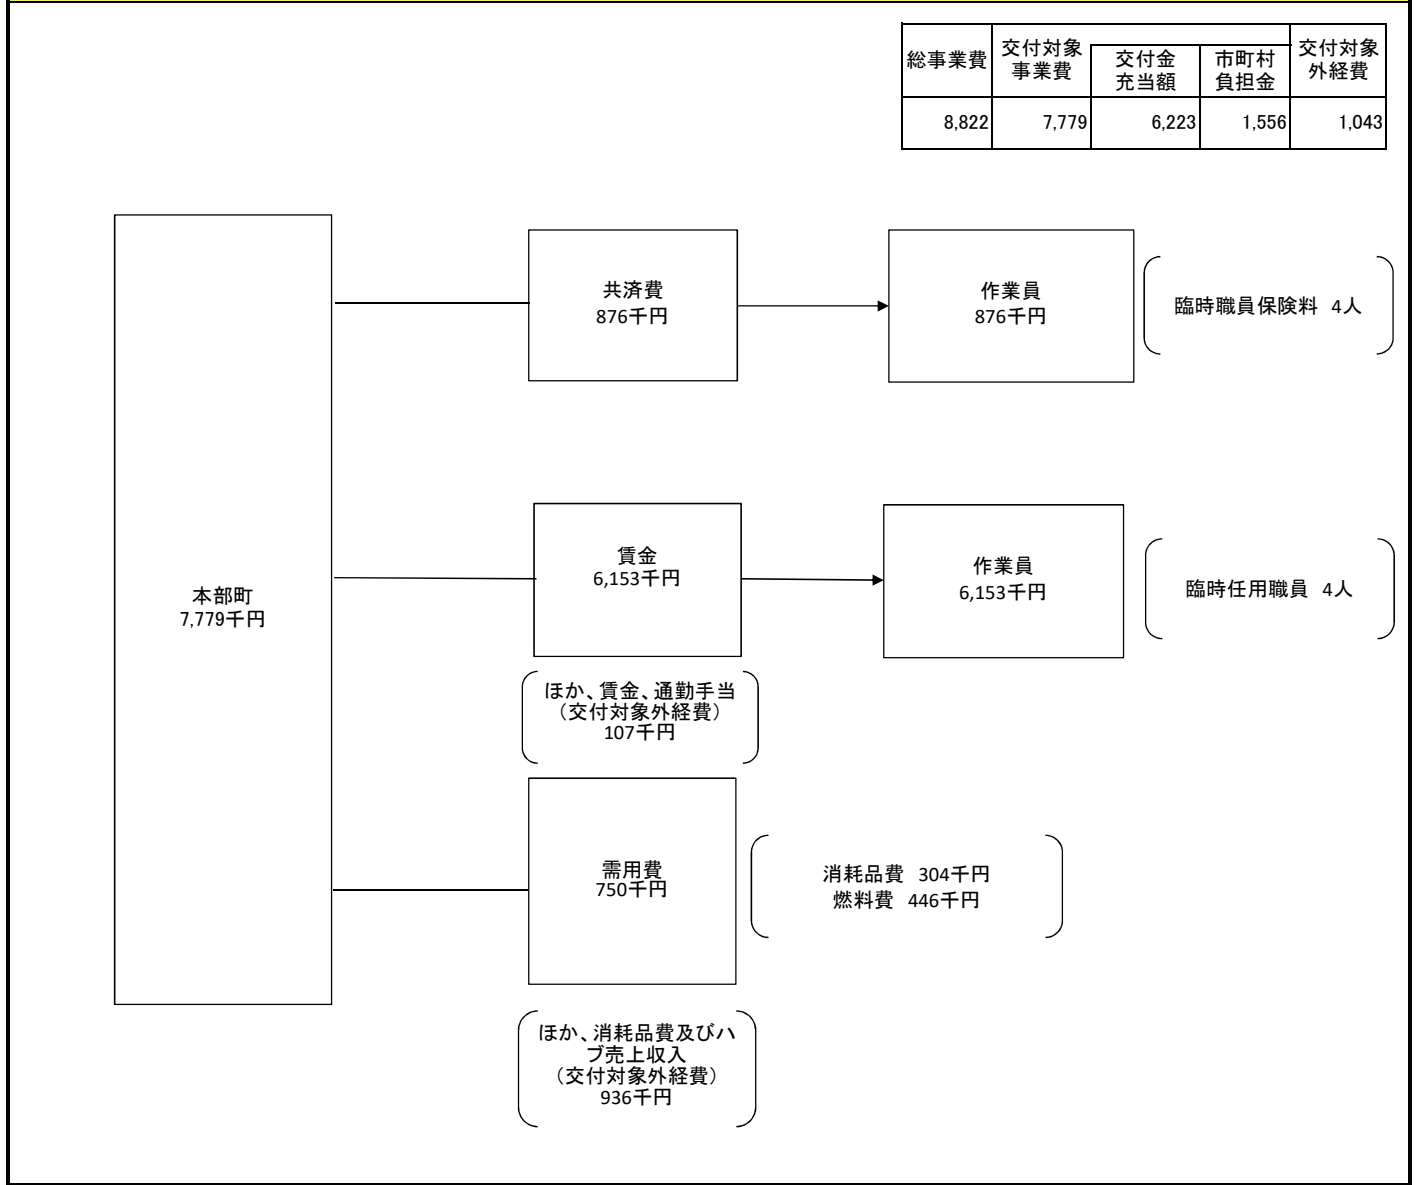 総事業費
交付対象
事業費
交付金
充当額
市町村
負担金
交付対象
外経費
8,822 7,779 6,223 1,556 1,043
共済費
876千円
作業員
876千円
臨時職員保険料 4人
本部町
7,779千円
賃金
6,153千円
作業員
6,153千円
臨時任用職員 4人
ほか、賃金、通勤手当
（交付対象外経費）
107千円
需用費
750千円
消耗品費 304千円
燃料費 446千円
ほか、消耗品費及びハ
ブ売上収入
（交付対象外経費）
936千円